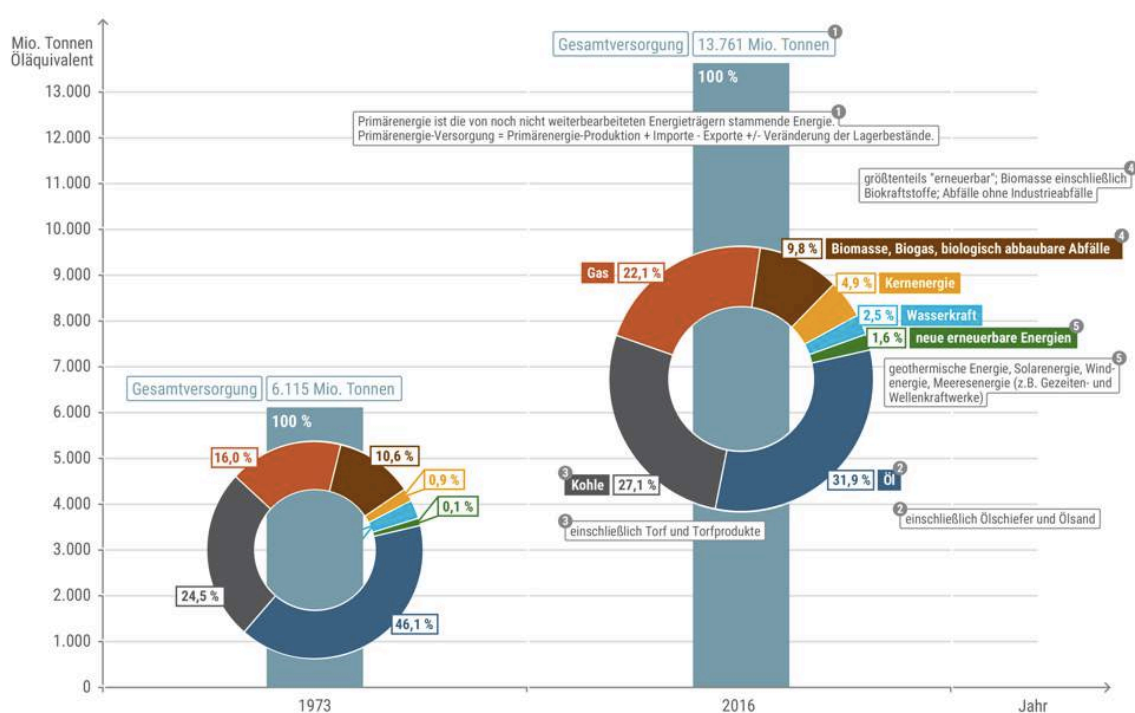 Mio. Tonnen
Öläquivalent
13.000
12.000
11.000
10.000
9.000
8.000
7.000
6.000
5.000
4.000
3.000
2.000
1.000
0
Gesamtversorgung 13.761 Mio. Tonnen 1
100 %
1
Primärenergie ist die von noch nicht weiterbearbeiteten Energieträgern stammende Energie.
Primärenergie-Versorgung = Primärenergie-Produktion + Importe - Exporte +/- Veränderung der Lagerbestände.
4
größtenteils "erneuerbar"; Biomasse einschließlich
Biokraftstoffe; Abfälle ohne Industrieabfälle
9,8 % Biomasse, Biogas, biologisch abbaubare Abfälle 4
Gas 22,1 %
4,9 % Kernenergie
2,5 % Wasserkraft
1,6 % neue erneuerbare Energien 5
5
geothermische Energie, Solarenergie, Wind-
energie, Meeresenergie (z.B. Gezeiten- und
Wellenkraftwerke)
3 Kohle 27,1 %
31,9 % Öl 2
3 einschließlich Torf und Torfprodukte
2 einschließlich Ölschiefer und Ölsand
Gesamtversorgung 6.115 Mio. Tonnen
100 %
16,0 %
10,6 %
0,9 %
0,1 %
24,5 %
46,1 %
1973
2016
Jahr